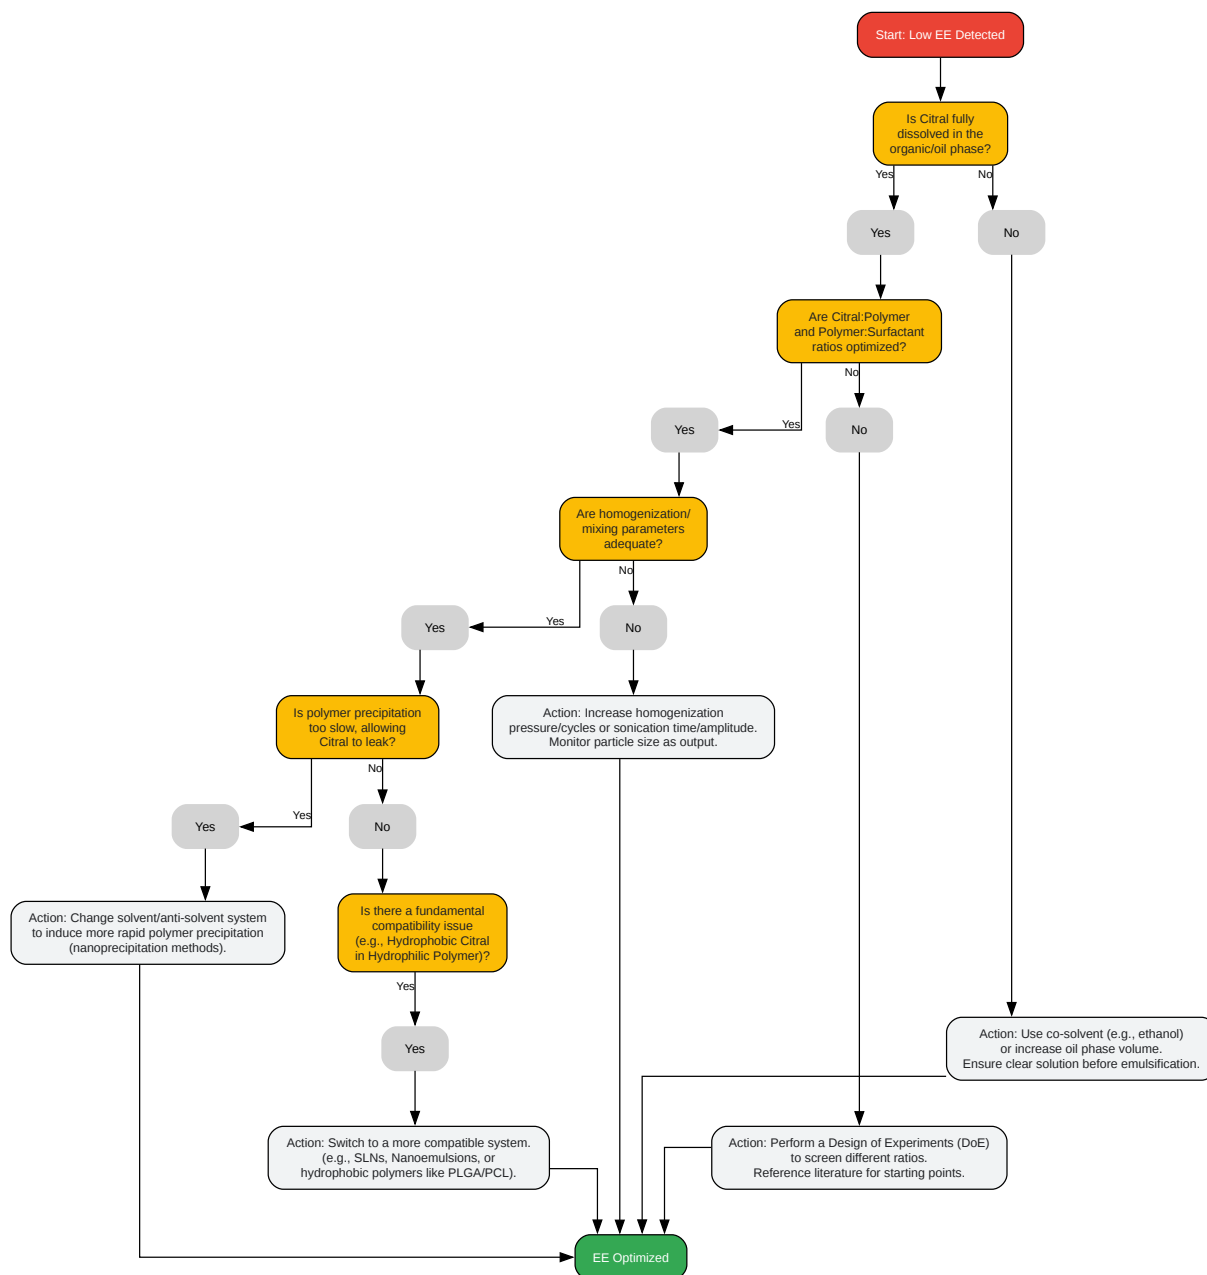 Start: Low EE Detected
Is Citral fully
dissolved in the
organic/oil phase?
Yes
No
Yes
No
Are Citral:Polymer
and Polymer:Surfactant
ratios optimized?
No
Yes
Yes
No
Are homogenization/
mixing parameters
adequate?
No
Yes
Yes
No
Is polymer precipitation
too slow, allowing
Citral to leak?
Action: Increase homogenization
pressure/cycles or sonication time/amplitude.
Monitor particle size as output.
No
Yes
Yes
No
Action: Change solvent/anti-solvent system
to induce more rapid polymer precipitation
(nanoprecipitation methods).
Is there a fundamental
compatibility issue
(e.g., Hydrophobic Citral
in Hydrophilic Polymer)?
Yes
Yes
Action: Use co-solvent (e.g., ethanol)
or increase oil phase volume.
Ensure clear solution before emulsification.
Action: Switch to a more compatible system.
(e.g., SLNs, Nanoemulsions, or
hydrophobic polymers like PLGA/PCL).
Action: Perform a Design of Experiments (DoE)
to screen different ratios.
Reference literature for starting points.
EE Optimized